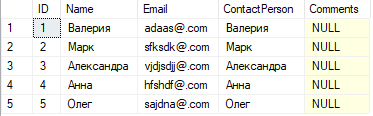 ID Name Email ContactPerson Comments
1 1 Валерия adaas@.com Валерия NULL
2 2 Марк sfksdk@.com Марк NULL
3 3 Александра vjdjsdjj@.com Александра NULL
4 4 Анна hfshdf@.com Анна NULL
5 5 Олег sajdna@.com Олег NULL